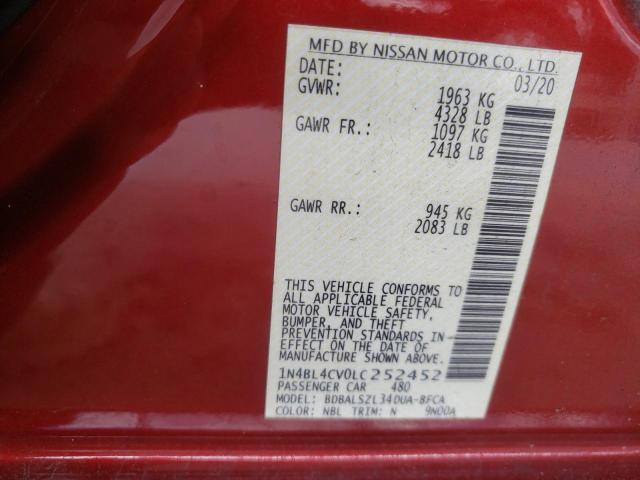 MFD BY NISSAN MOTOR CO., LTD.
DATE: 03/20
GVWR: 1963 KG
4328 LB
GAWR FR.: 1097 KG
2418 LB
GAWR RR.: 945 KG
2083 LB
THIS VEHICLE CONFORMS TO
ALL APPLICABLE FEDERAL
MOTOR VEHICLE SAFETY,
BUMPER, AND THEFT
PREVENTION STANDARDS IN
EFFECT ON THE DATE OF
MANUFACTURE SHOWN ABOVE.
1N4BL4CV0LC252452
PASSENGER CAR 480
MODEL: BDBALSZL34DUA-BFCA
COLOR: NBL TRIM: N 9N00A